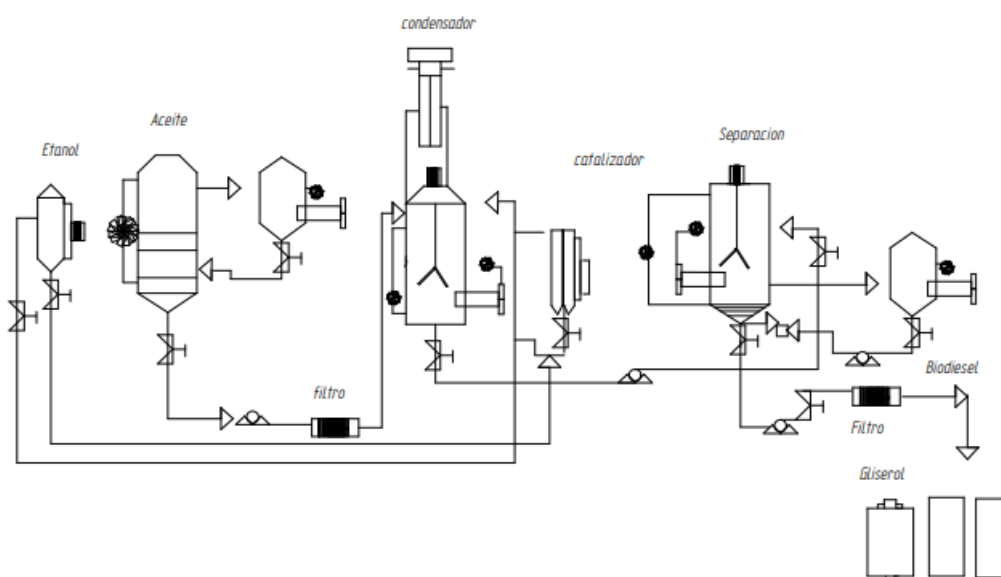 condensador
Aceite
Etanol
Separacion
catalizador
filtro
Biodiesel
Filtro
Gliserol